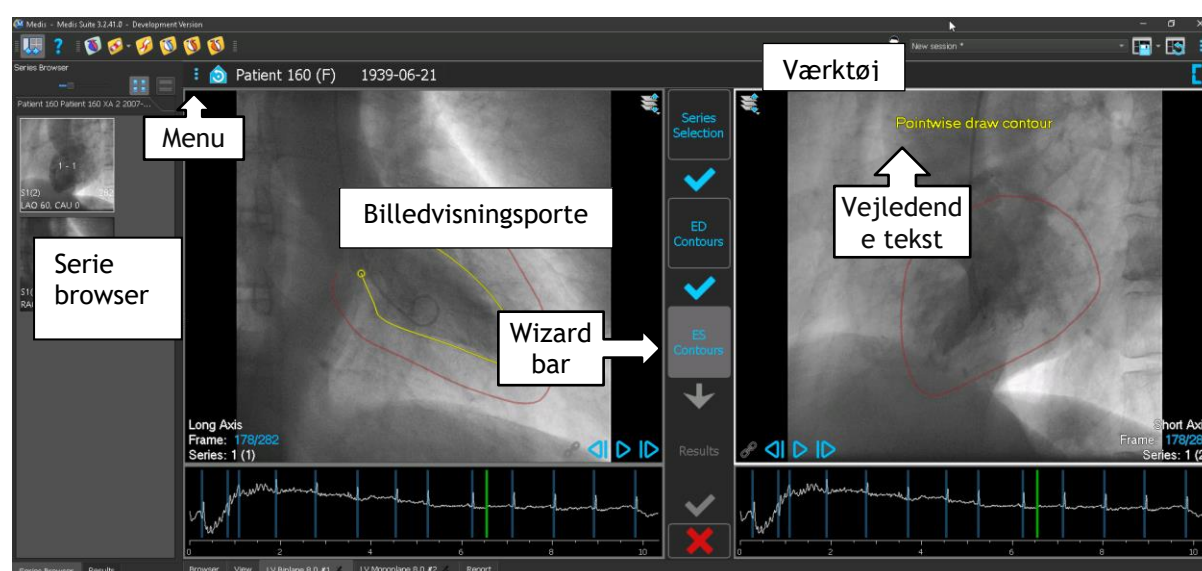 Medis - Medis Suite 3.2.41.0 - Development Version
New session *
Series Browser
Patient 160 (F) 1939-06-21
Værktøj
Patient 160 Patient 160 XA 2 2007-...
Menu
1 - 1
S1(2) 282
LAO 60, CAU 0
Serie
browser
Billedvisningsporte
Series
Selection
ED
Contours
ES
Contours
Results
Wizard
bar
Pointwise draw contour
Vejledend
e tekst
Long Axis
Frame: 178/282
Series: 1 (1)
Short Axi
Frame 178/28
Series: 1 (2
0 2 4 6 8 10
0 2 4 6 8 10
Series Browser Results
Browser View LV Biplane 8.0 #1 LV Monoplane 8.0 #2 Report